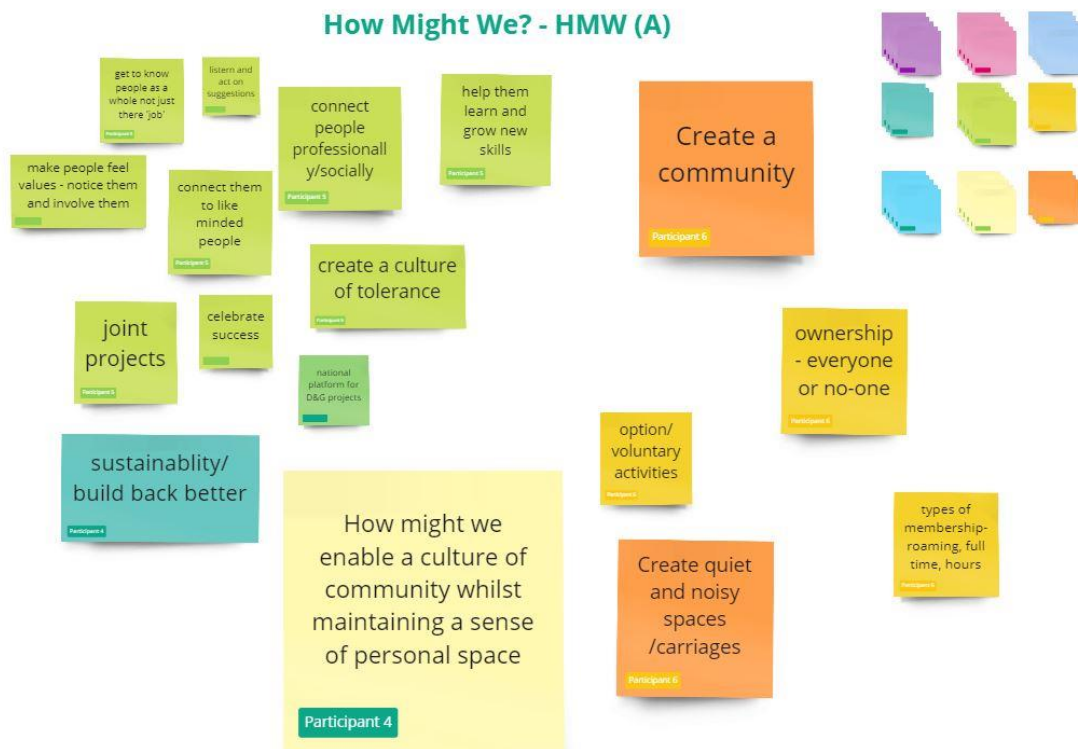 How Might We? - HMW (A)
get to know
people as a
whole not just
there 'job'
listern and
act on
suggestions
connect
people
professionall
y/socially
Participant 5
help them
learn and
grow new
skills
Participant 5
make people feel
values - notice them
and involve them
connect them
to like
minded
people
Participant 5
create a culture
of tolerance
joint
projects
celebrate
success
national
platform for
D&G projects
sustainablity/
build back better
Participant 4
How might we
enable a culture of
community whilst
maintaining a sense
of personal space
Participant 4
Create a
community
Participant 6
ownership
- everyone
or no-one
option/
voluntary
activities
types of
membership-
roaming, full
time, hours
Create quiet
and noisy
spaces
/carriages
Participant 6